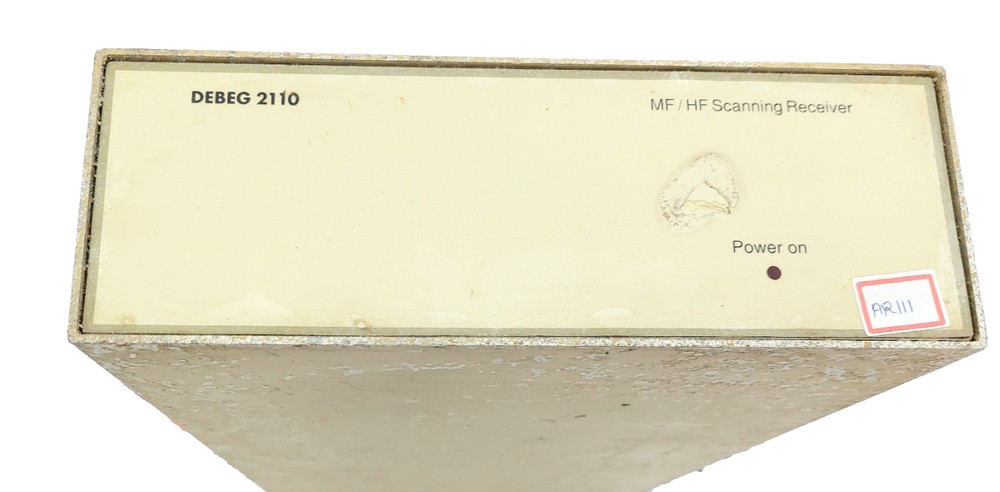 DEBEG 2110
MF / HF Scanning Receiver
Power on
AR111